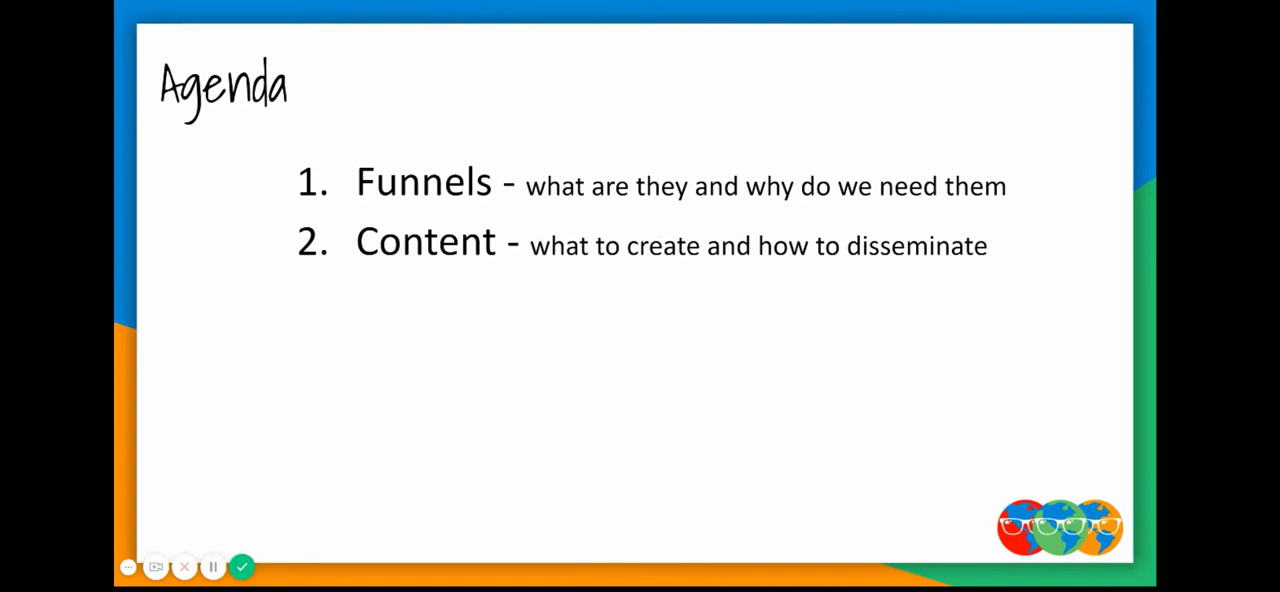 Agenda
1. Funnels - what are they and why do we need them
2. Content - what to create and how to disseminate